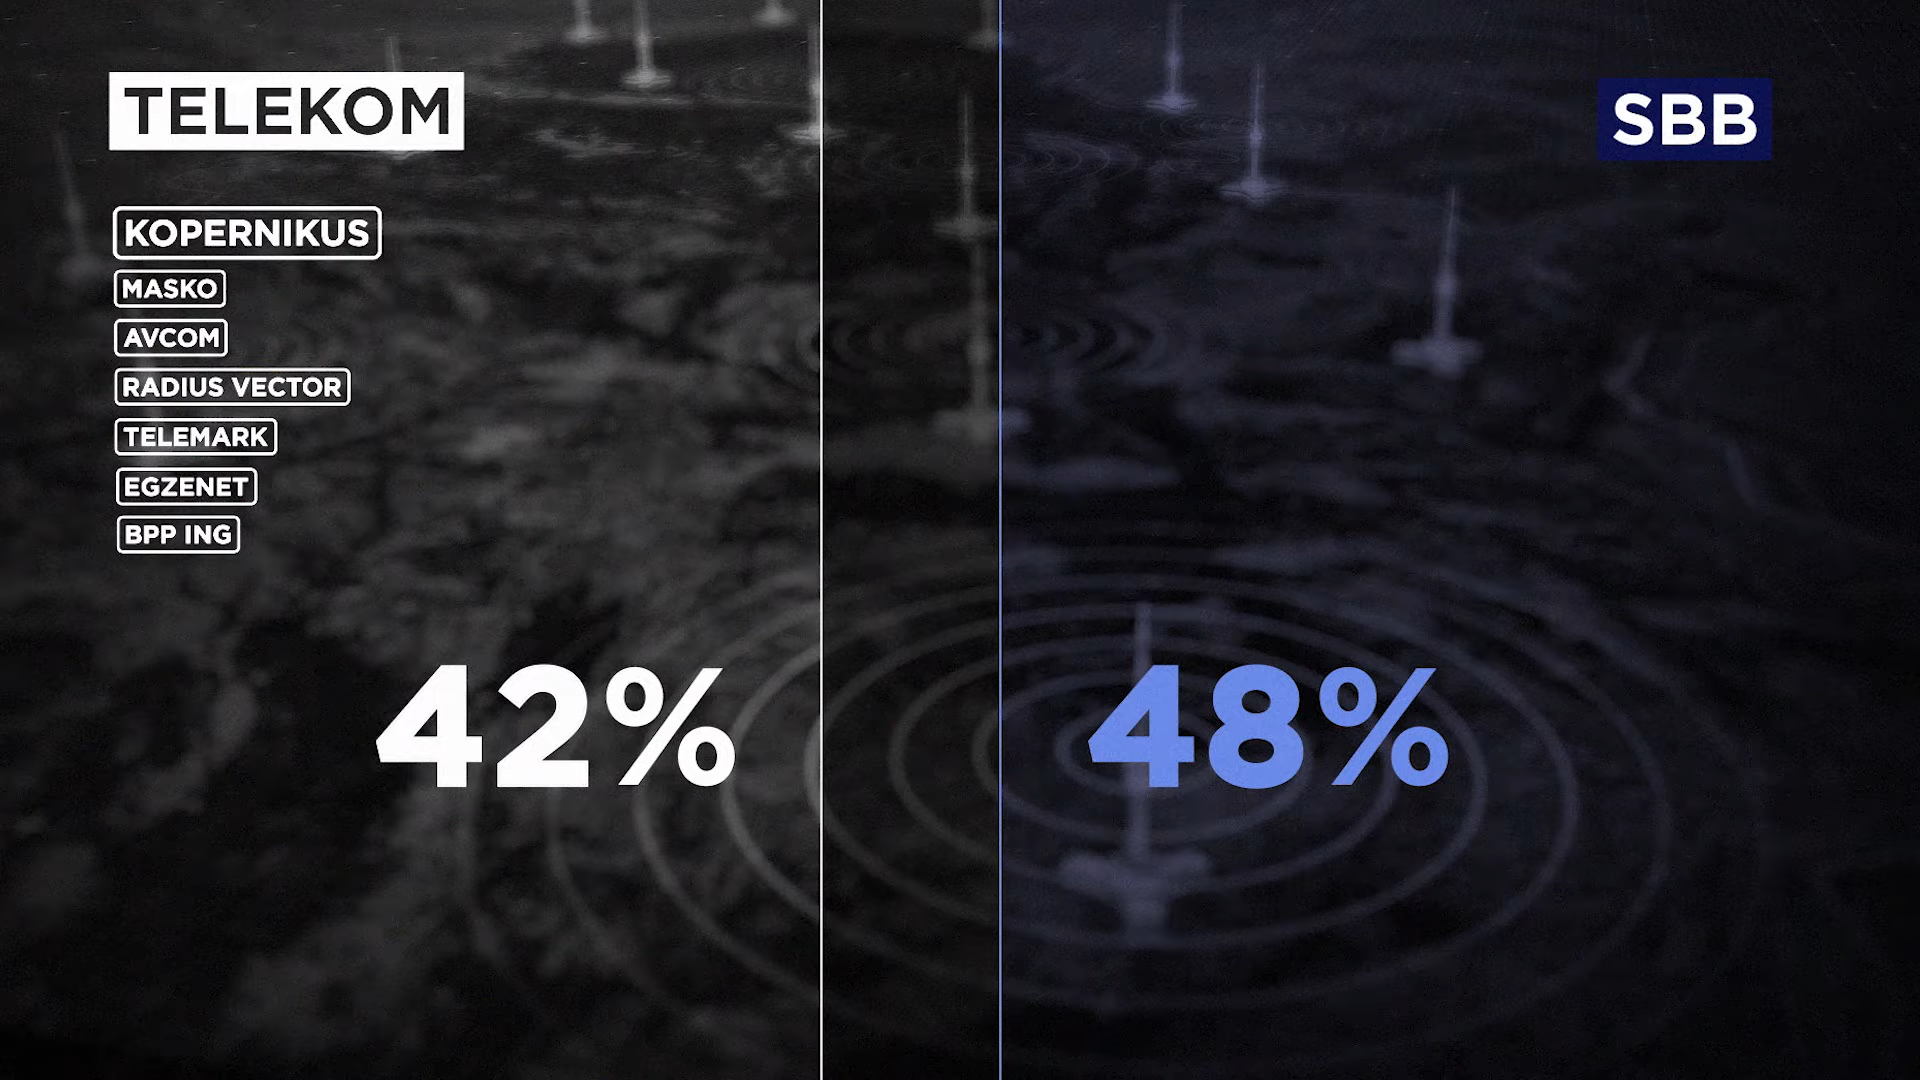 TELEKOM
SBB
KOPERNIKUS
MASKO
AVCOM
RADIUS VECTOR
TELEMARK
EGZENET
BPP ING
42%
48%